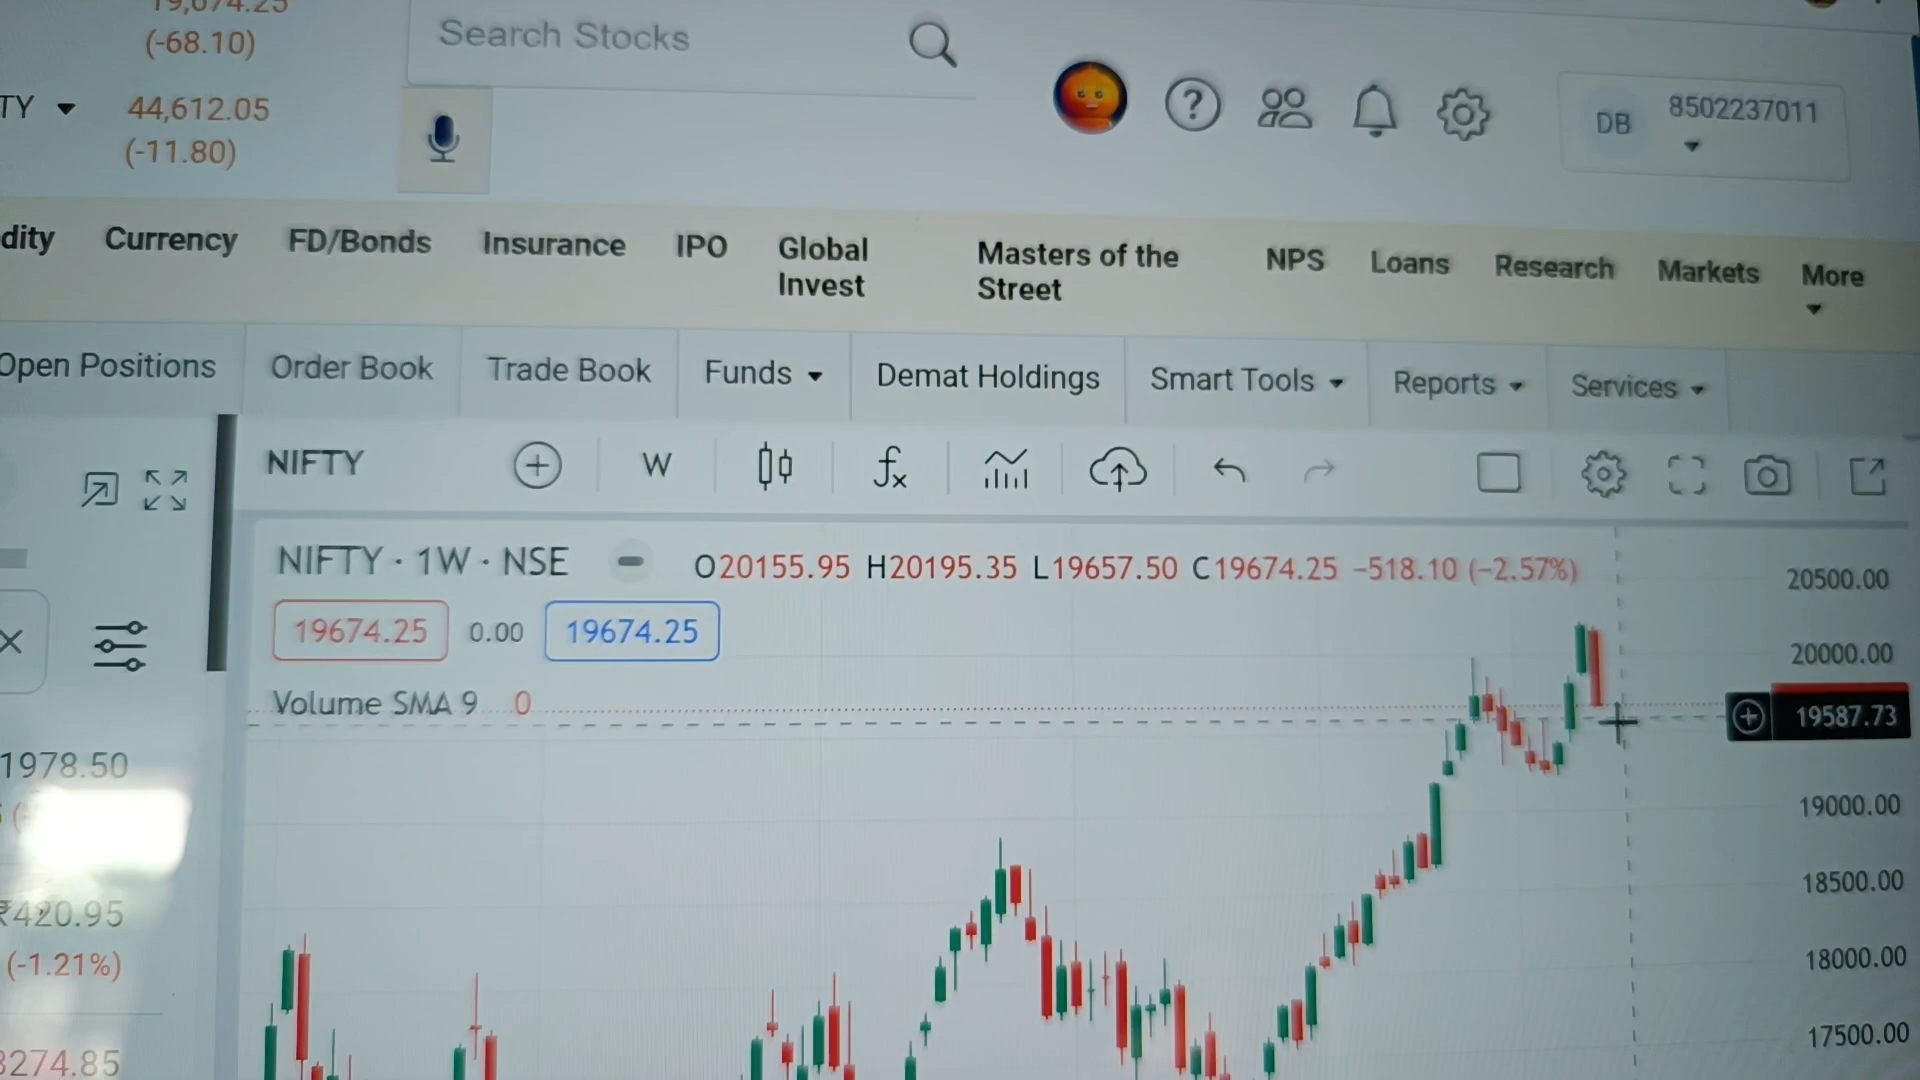 19,674.25
(-68.10)
Search Stocks
TY
44,612.05
(-11.80)
DB
8502237011
dity
Currency
FD/Bonds
Insurance
IPO
Global
Invest
Masters of the
Street
NPS
Loans
Research
Markets
More
Open Positions
Order Book
Trade Book
Funds
Demat Holdings
Smart Tools
Reports
Services
NIFTY
W
fx
NIFTY · 1W · NSE
O20155.95 H20195.35 L19657.50 C19674.25 −518.10 (−2.57%)
19674.25
0.00
19674.25
Volume SMA 9 0
20500.00
20000.00
19587.73
19000.00
18500.00
18000.00
17500.00
1978.50
₹420.95
(-1.21%)
3274.85